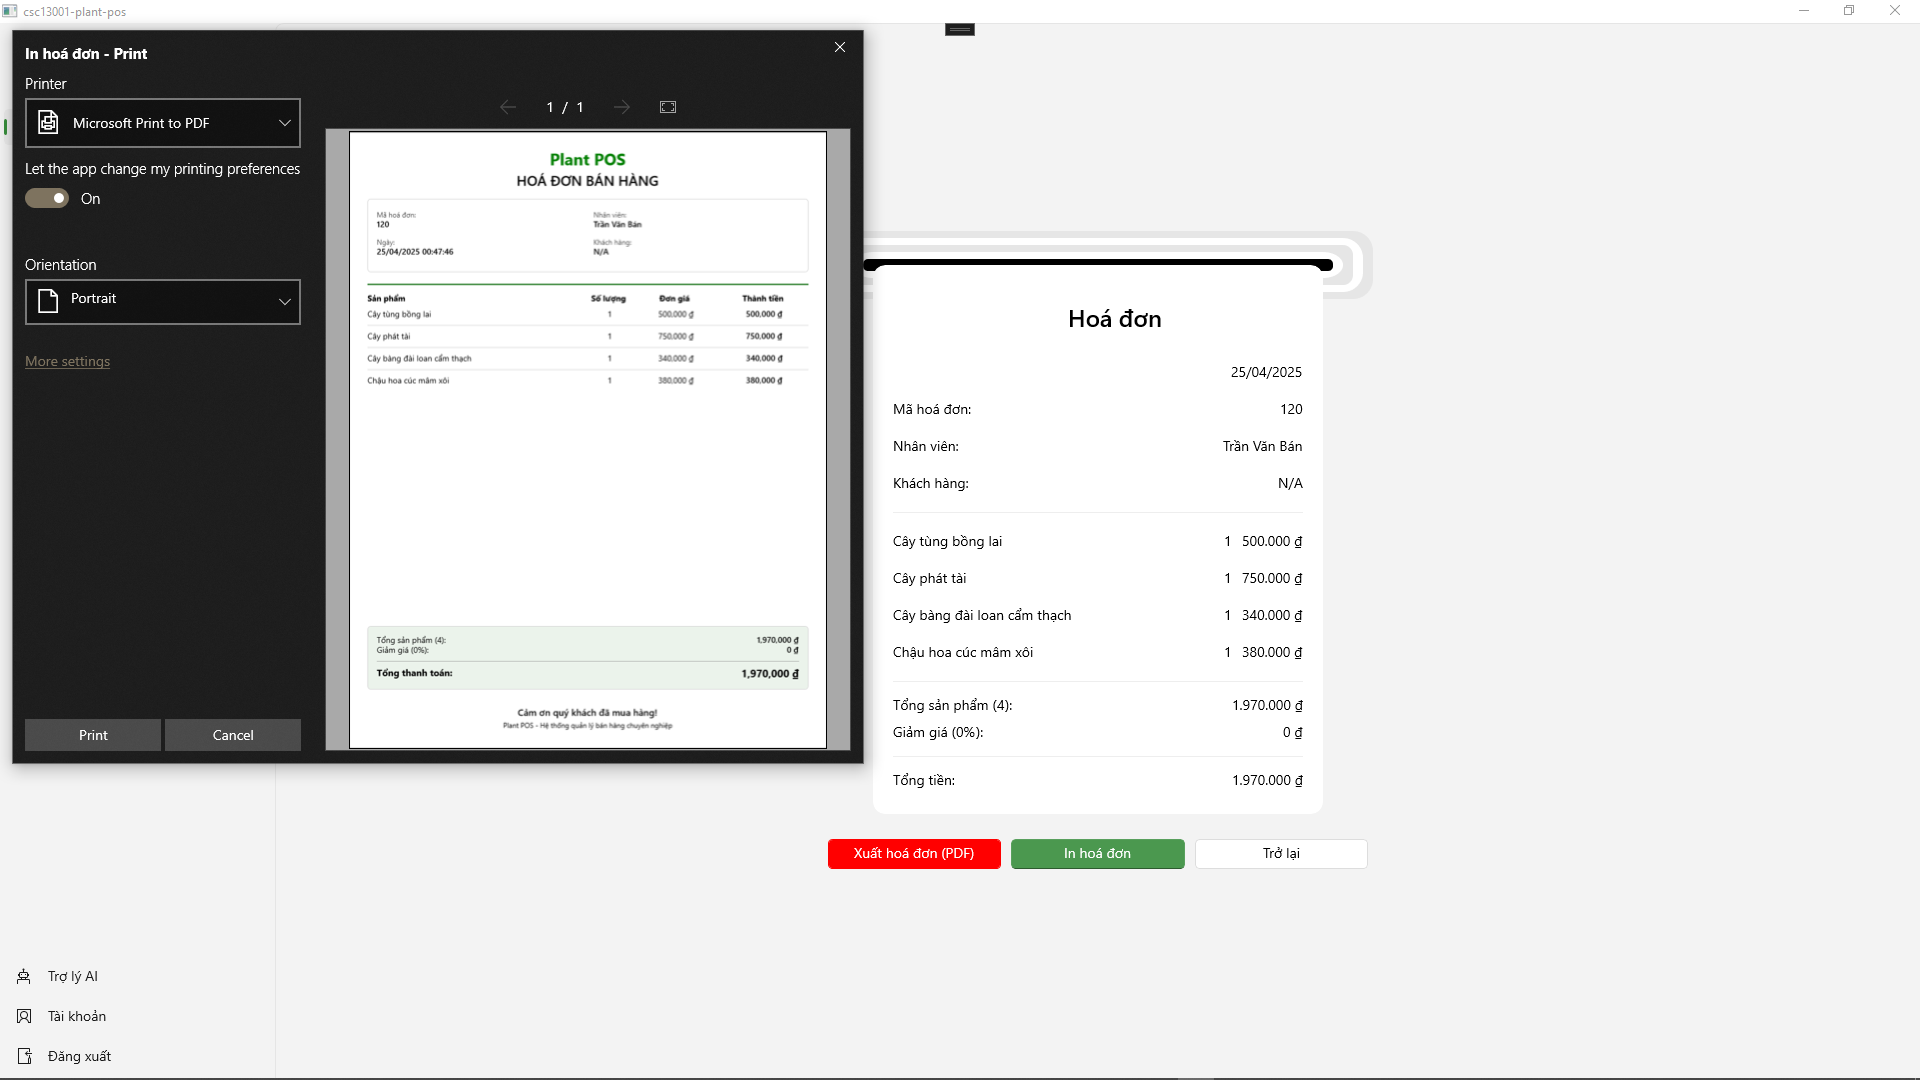 csc13001-plant-pos
In hoá đơn - Print
Printer
Microsoft Print to PDF
Let the app change my printing preferences
On
Orientation
Portrait
More settings
Print
Cancel
1 / 1
Plant POS
HOÁ ĐƠN BÁN HÀNG
Mã hoá đơn:
120
Nhân viên:
Trần Văn Bán
Ngày:
25/04/2025 00:47:46
Khách hàng:
N/A
Sản phẩm Số lượng Đơn giá Thành tiền
Cây tùng bồng lai 1 500.000 ₫ 500.000 ₫
Cây phát tài 1 750.000 ₫ 750.000 ₫
Cây bàng đài loan cẩm thạch 1 340.000 ₫ 340.000 ₫
Chậu hoa cúc mâm xôi 1 380.000 ₫ 380.000 ₫
Tổng sản phẩm (4): 1,970,000 ₫
Giảm giá (0%): 0 ₫
Tổng thanh toán: 1,970,000 ₫
Cảm ơn quý khách đã mua hàng!
Plant POS - Hệ thống quản lý bán hàng chuyên nghiệp
Hoá đơn
25/04/2025
Mã hoá đơn: 120
Nhân viên: Trần Văn Bán
Khách hàng: N/A
Cây tùng bồng lai 1 500.000 ₫
Cây phát tài 1 750.000 ₫
Cây bàng đài loan cẩm thạch 1 340.000 ₫
Chậu hoa cúc mâm xôi 1 380.000 ₫
Tổng sản phẩm (4): 1.970.000 ₫
Giảm giá (0%): 0 ₫
Tổng tiền: 1.970.000 ₫
Xuất hoá đơn (PDF)
In hoá đơn
Trở lại
Trợ lý AI
Tài khoản
Đăng xuất